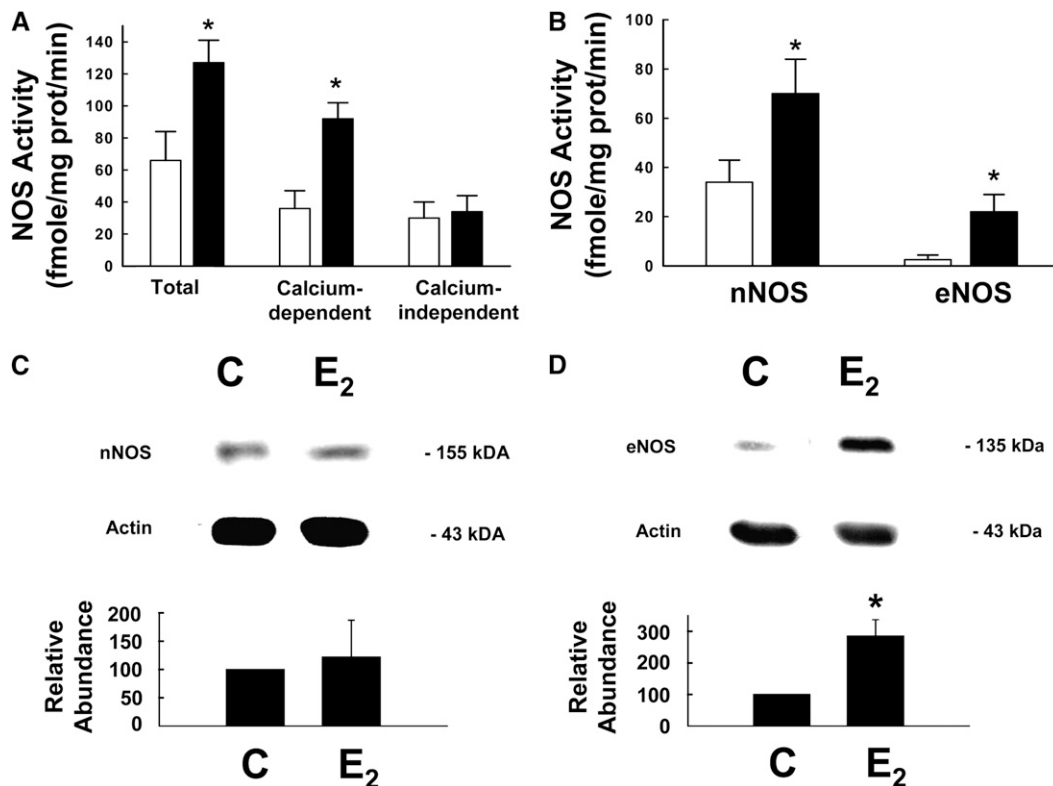 A
NOS Activity
(fmole/mg prot/min)
140
120
100
80
60
40
20
0
*
*
Total
Calcium-
dependent
Calcium-
independent
B
NOS Activity
(fmole/mg prot/min)
100
80
60
40
20
0
*
*
nNOS
eNOS
C
C E₂
nNOS - 155 kDA
Actin - 43 kDA
Relative
Abundance
200
150
100
50
0
C E₂
D
C E₂
eNOS - 135 kDa
Actin - 43 kDa
Relative
Abundance
300
200
100
0
*
C E₂